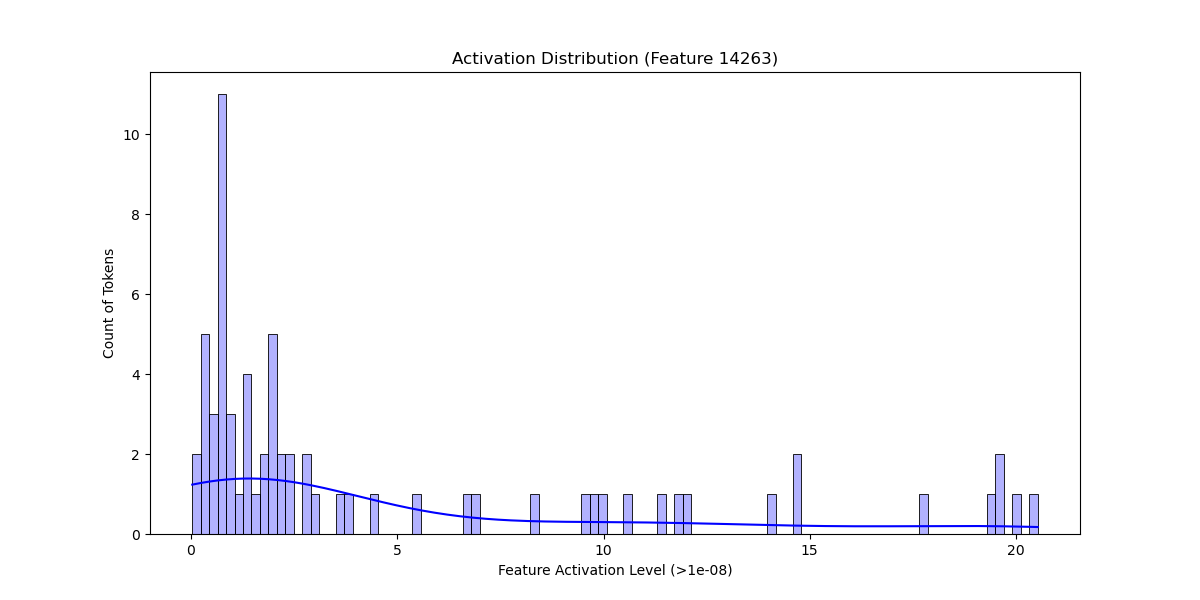 Activation Distribution (Feature 14263)
10
8
6
4
2
0
Count of Tokens
0 5 10 15 20
Feature Activation Level (>1e-08)